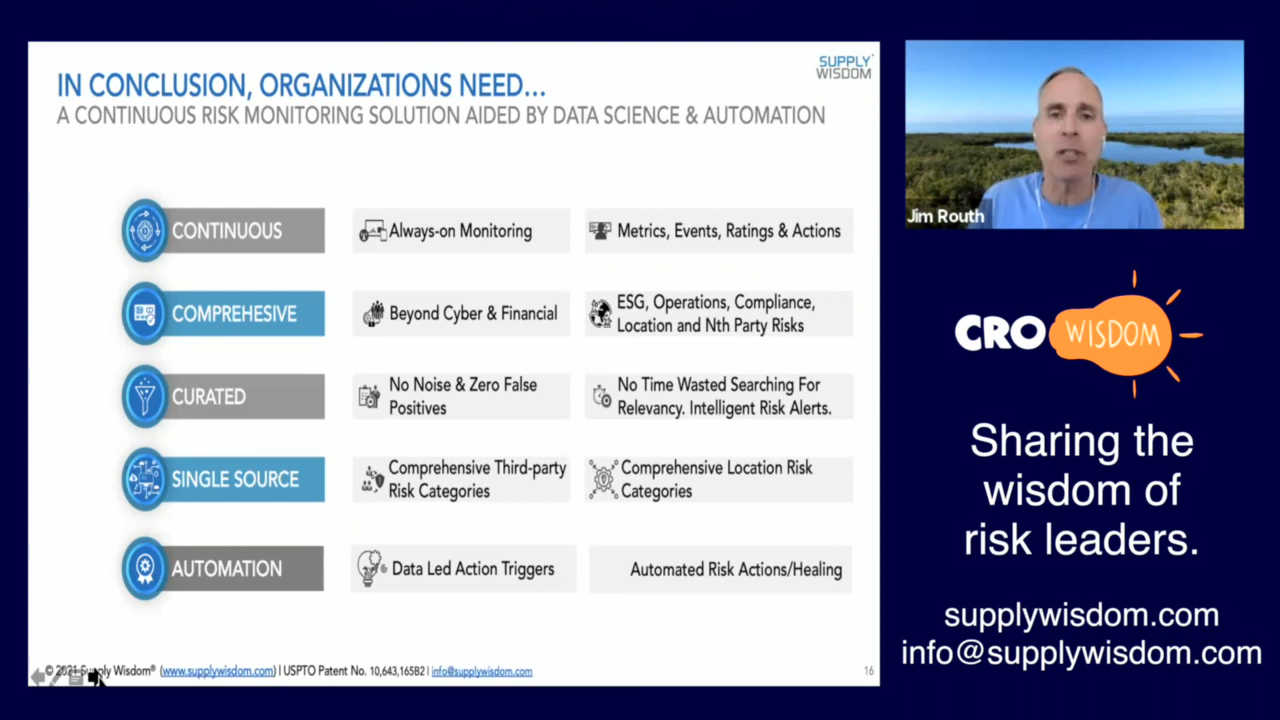 IN CONCLUSION, ORGANIZATIONS NEED...
A CONTINUOUS RISK MONITORING SOLUTION AIDED BY DATA SCIENCE & AUTOMATION
SUPPLY
WISDOM
CONTINUOUS
Always-on Monitoring
Metrics, Events, Ratings & Actions
COMPREHESIVE
Beyond Cyber & Financial
ESG, Operations, Compliance,
Location and Nth Party Risks
CURATED
No Noise & Zero False
Positives
No Time Wasted Searching For
Relevancy. Intelligent Risk Alerts.
SINGLE SOURCE
Comprehensive Third-party
Risk Categories
Comprehensive Location Risk
Categories
AUTOMATION
Data Led Action Triggers
Automated Risk Actions/Healing
© 2021 Supply Wisdom® (www.supplywisdom.com) | USPTO Patent No. 10,643,165B2 | info@supplywisdom.com
16
Jim Routh
CRO WISDOM
Sharing the
wisdom of
risk leaders.
supplywisdom.com
info@supplywisdom.com